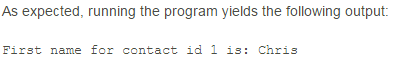 As expected, running the program yields the following output:
First name for contact id 1 is: Chris